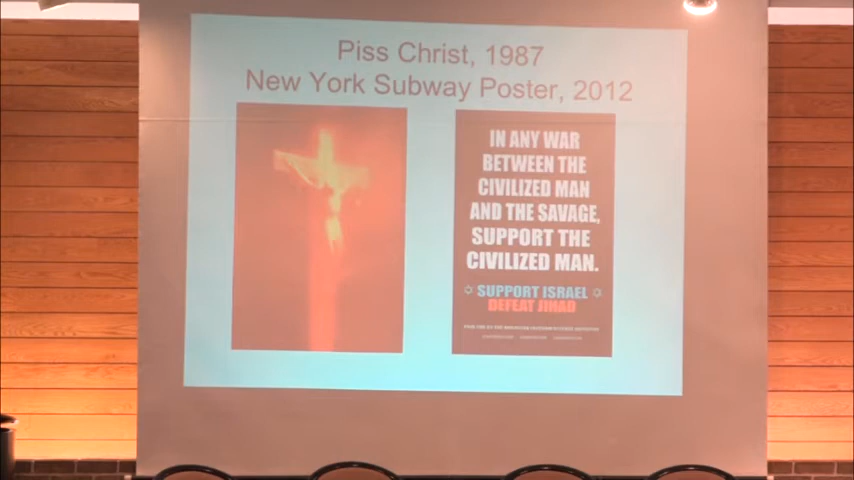 Piss Christ, 1987
New York Subway Poster, 2012
IN ANY WAR
BETWEEN THE
CIVILIZED MAN
AND THE SAVAGE,
SUPPORT THE
CIVILIZED MAN.
SUPPORT ISRAEL
DEFEAT JIHAD